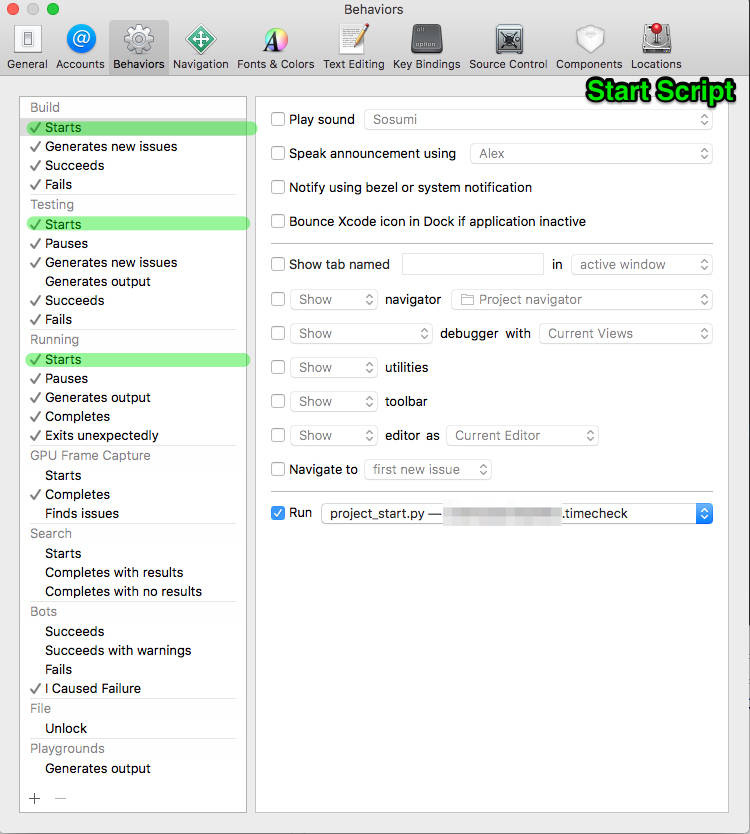 Behaviors
General Accounts Behaviors Navigation Fonts & Colors Text Editing Key Bindings Source Control Components Locations
alt
option
Start Script
Build
Starts
Generates new issues
Succeeds
Fails
Testing
Starts
Pauses
Generates new issues
Generates output
Succeeds
Fails
Running
Starts
Pauses
Generates output
Completes
Exits unexpectedly
GPU Frame Capture
Starts
Completes
Finds issues
Search
Starts
Completes with results
Completes with no results
Bots
Succeeds
Succeeds with warnings
Fails
I Caused Failure
File
Unlock
Playgrounds
Generates output
Play sound Sosumi
Speak announcement using Alex
Notify using bezel or system notification
Bounce Xcode icon in Dock if application inactive
Show tab named in active window
Show navigator Project navigator
Show debugger with Current Views
Show utilities
Show toolbar
Show editor as Current Editor
Navigate to first new issue
Run project_start.py — .timecheck